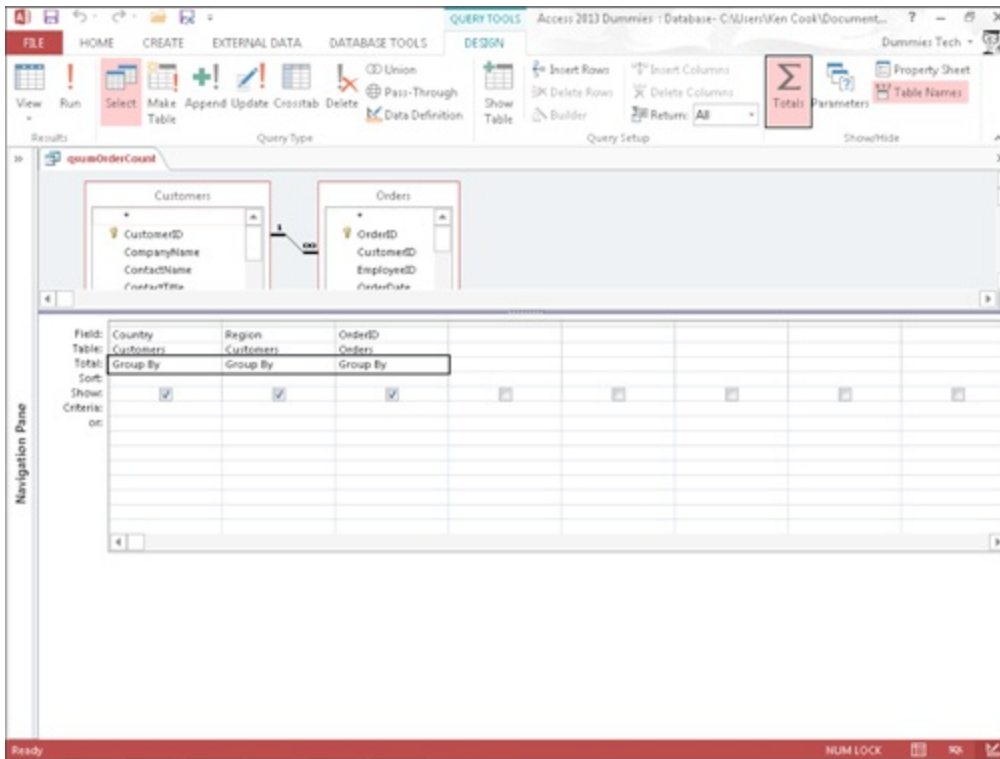 QUERY TOOLS Access 2013 Dummies : Database- C:\Users\Ken Cook\Document... ?
FILE HOME CREATE EXTERNAL DATA DATABASE TOOLS DESIGN Dummies Tech
View Run Select Make Table Append Update Crosstab Delete
Union
Pass-Through
Data Definition
Show Table
Insert Rows
Delete Rows
Builder
Insert Columns
Delete Columns
Return: All
Totals Parameters
Property Sheet
Table Names
Results Query Type Query Setup Show/Hide
qsumOrderCount
Customers
*
CustomerID
CompanyName
ContactName
ContactTitle
1 ∞
Orders
*
OrderID
CustomerID
EmployeeID
OrderDate
Field: Country Region OrderID
Table: Customers Customers Orders
Total: Group By Group By Group By
Sort:
Show:
Criteria:
or:
Navigation Pane
Ready NUM LOCK SQL